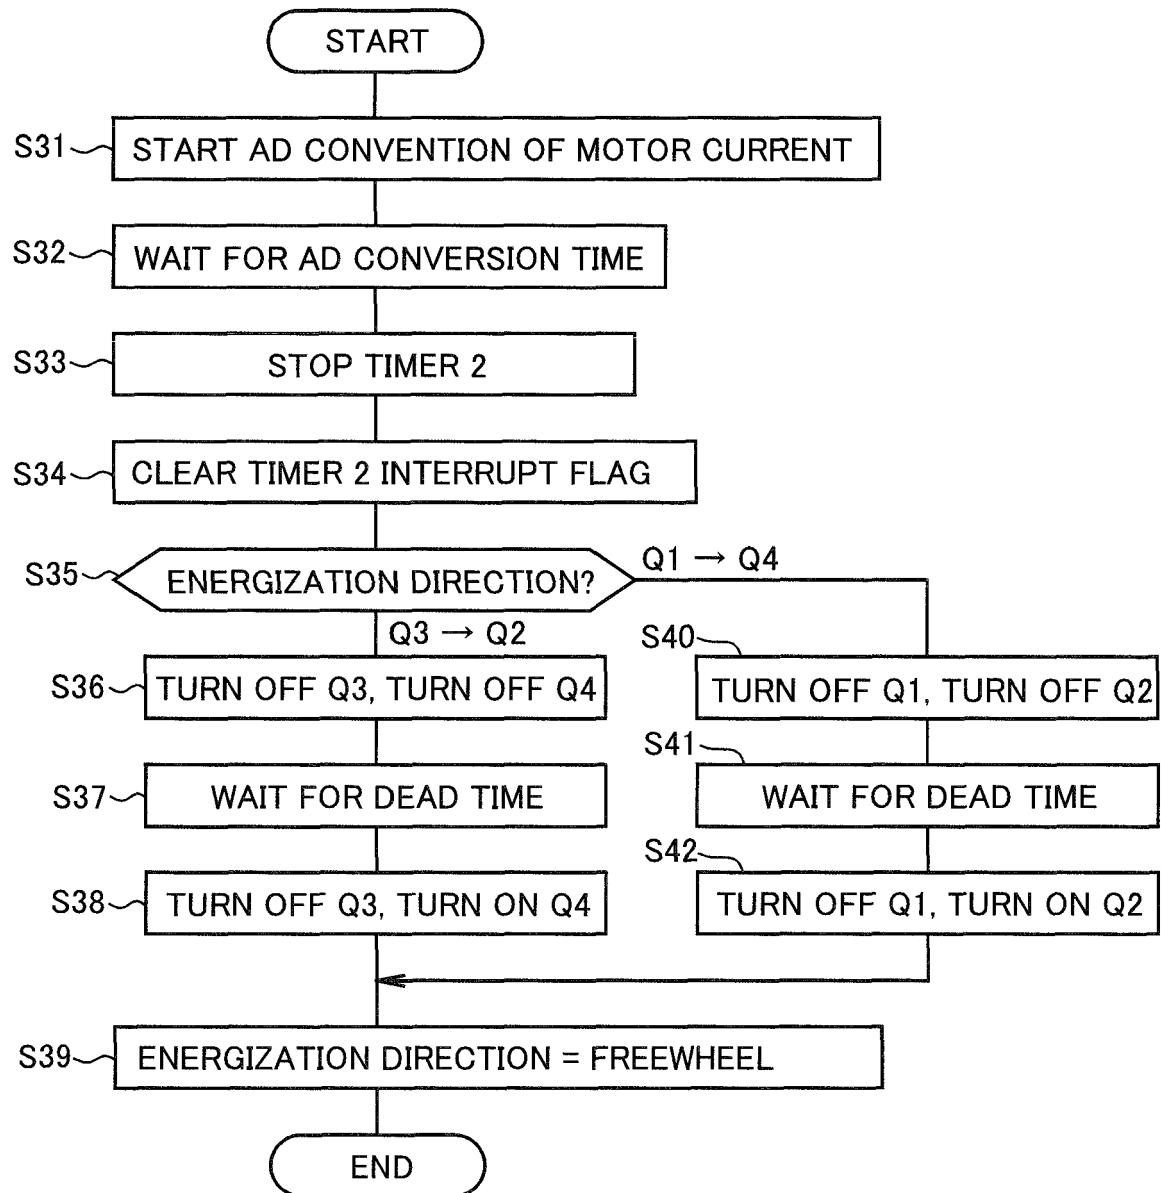 START
S31
START AD CONVENTION OF MOTOR CURRENT
S32
WAIT FOR AD CONVERSION TIME
S33
STOP TIMER 2
S34
CLEAR TIMER 2 INTERRUPT FLAG
S35
ENERGIZATION DIRECTION?
Q1 → Q4
Q3 → Q2
S36
TURN OFF Q3, TURN OFF Q4
S37
WAIT FOR DEAD TIME
S38
TURN OFF Q3, TURN ON Q4
S40
TURN OFF Q1, TURN OFF Q2
S41
WAIT FOR DEAD TIME
S42
TURN OFF Q1, TURN ON Q2
S39
ENERGIZATION DIRECTION = FREEWHEEL
END